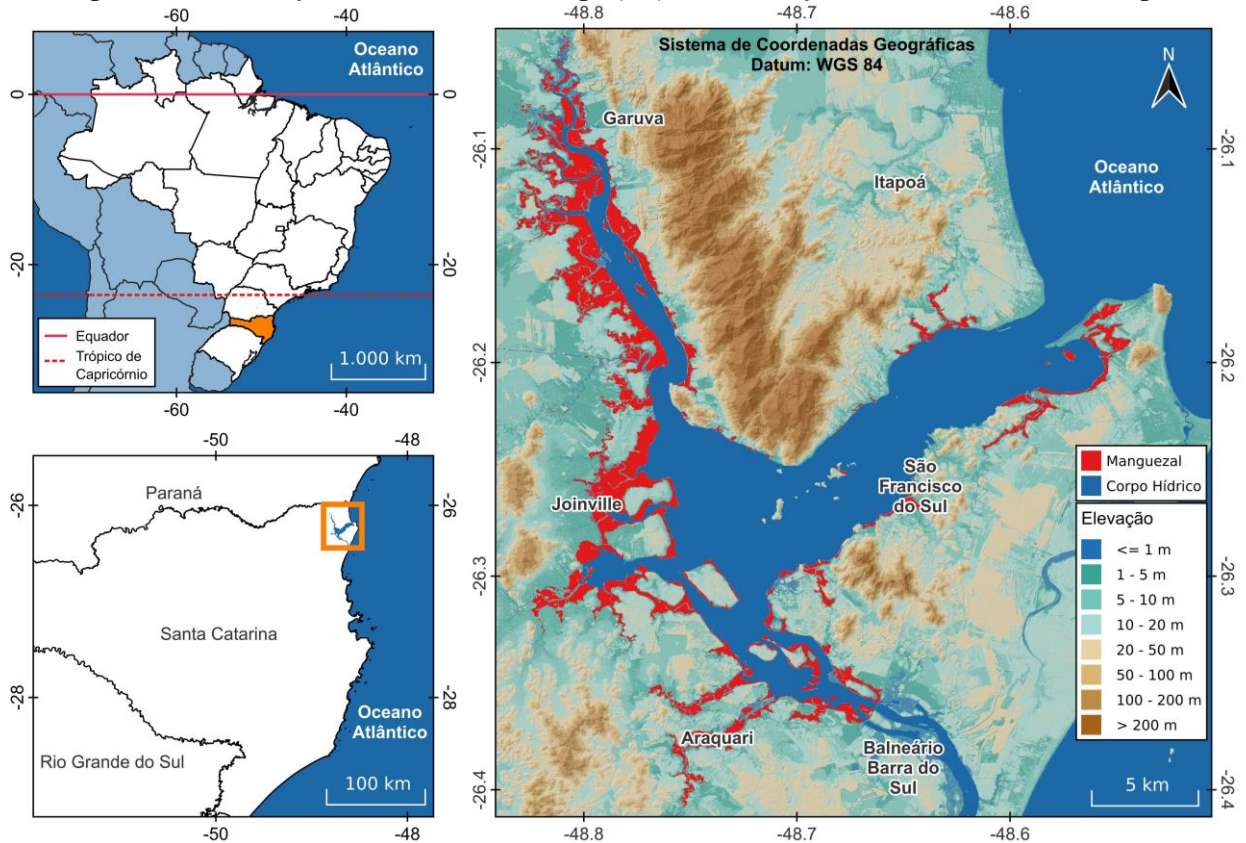 -60
-40
Oceano
Atlântico
0
0
-20
-20
Equador
Trópico de
Capricórnio
1.000 km
-60
-40
-50
-48
Paraná
-26
-26
Santa Catarina
-28
-28
Oceano
Atlântico
Rio Grande do Sul
100 km
-50
-48
-48.8
-48.7
-48.6
Sistema de Coordenadas Geográficas
Datum: WGS 84
N
Garuva
-26.1
-26.1
Oceano
Atlântico
Itapoá
-26.2
-26.2
Manguezal
Corpo Hídrico
São
Francisco
do Sul
Joinville
Elevação
<= 1 m
1 - 5 m
5 - 10 m
10 - 20 m
20 - 50 m
50 - 100 m
100 - 200 m
> 200 m
-26.3
-26.3
Araquari
Balneário
Barra do
Sul
5 km
-26.4
-26.4
-48.8
-48.7
-48.6